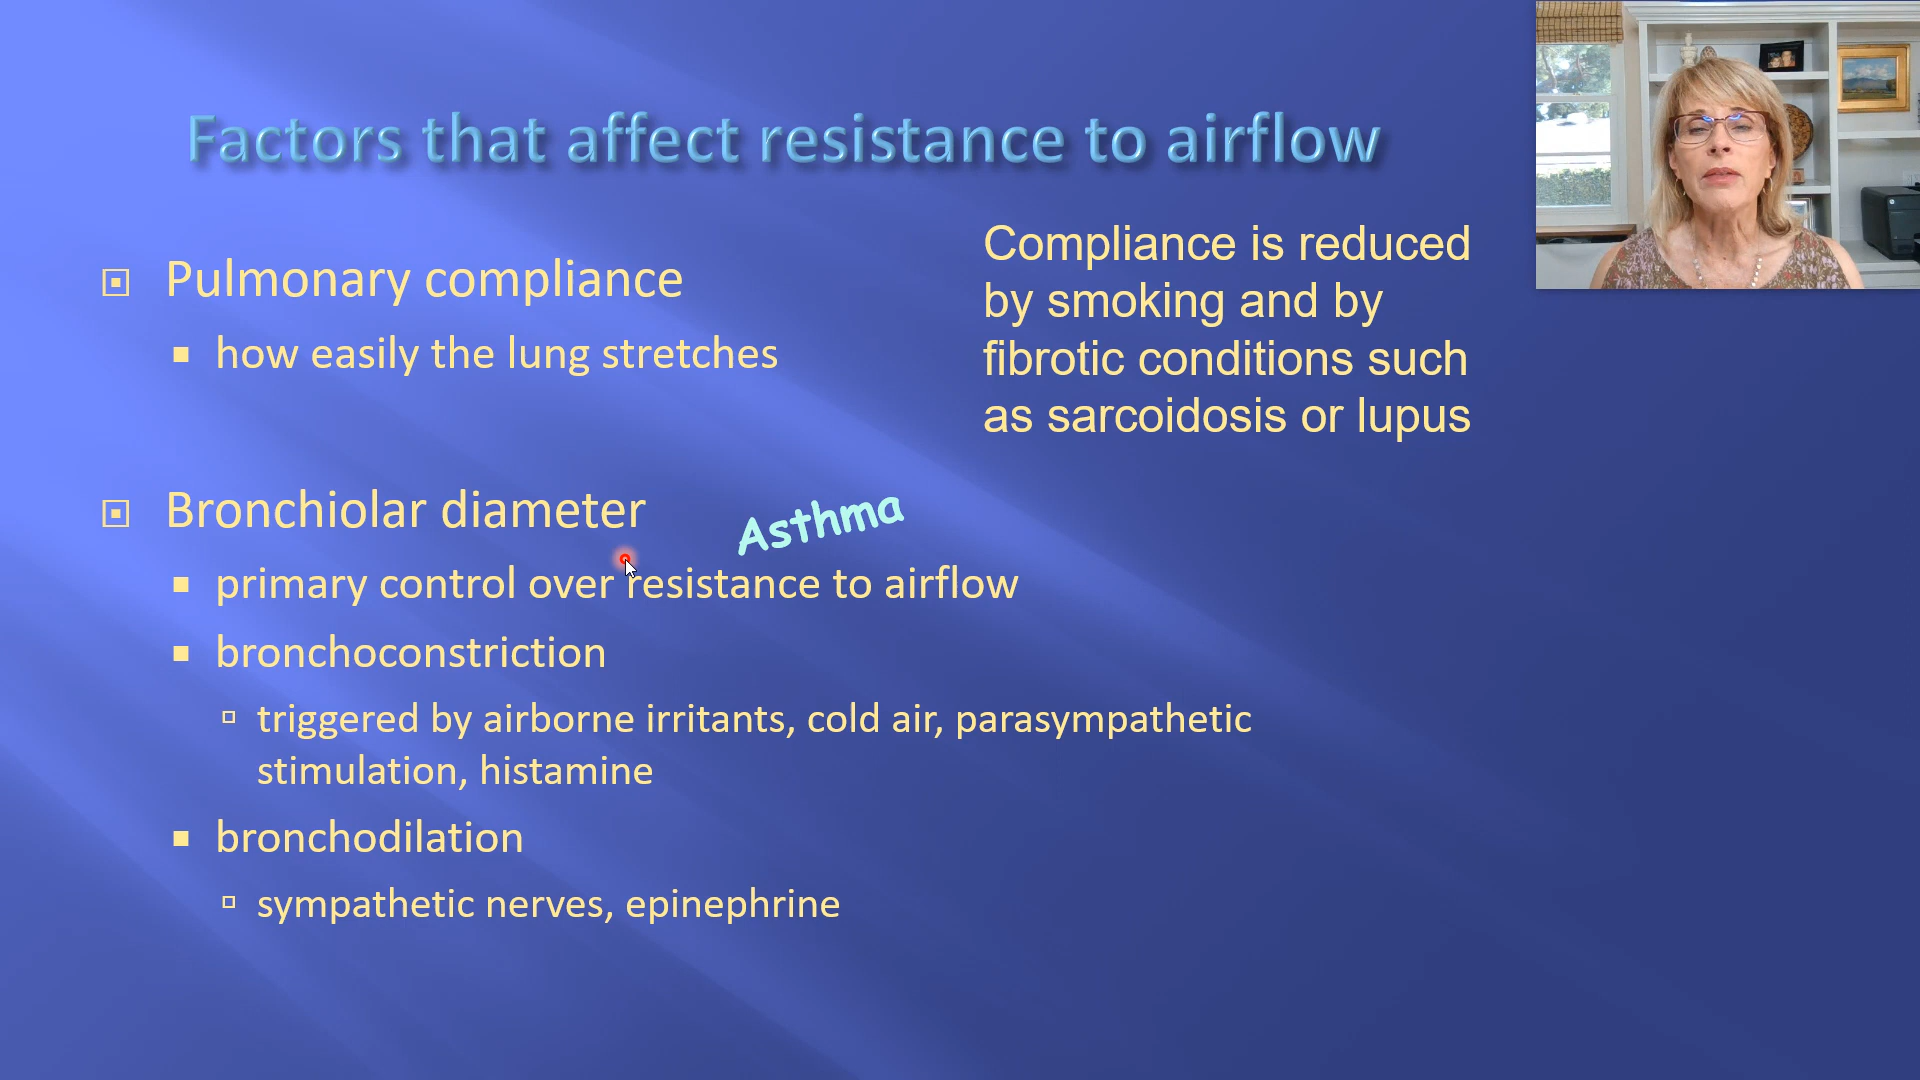 Factors that affect resistance to airflow
Pulmonary compliance
how easily the lung stretches
Compliance is reduced
by smoking and by
fibrotic conditions such
as sarcoidosis or lupus
Bronchiolar diameter
Asthma
primary control over resistance to airflow
bronchoconstriction
triggered by airborne irritants, cold air, parasympathetic
stimulation, histamine
bronchodilation
sympathetic nerves, epinephrine